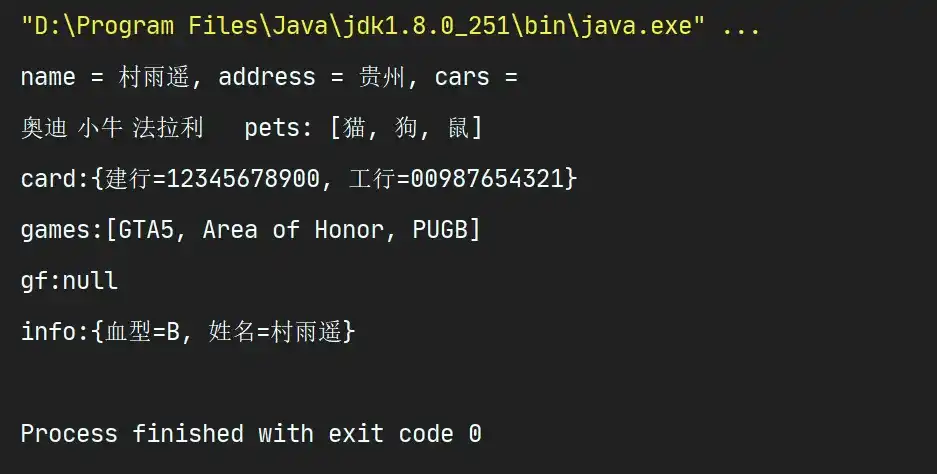 "D:\Program Files\Java\jdk1.8.0_251\bin\java.exe" ...
name = 村雨遥, address = 贵州, cars =
奥迪 小牛 法拉利   pets: [猫, 狗, 鼠]
card:{建行=12345678900, 工行=00987654321}
games:[GTA5, Area of Honor, PUGB]
gf:null
info:{血型=B, 姓名=村雨遥}
Process finished with exit code 0